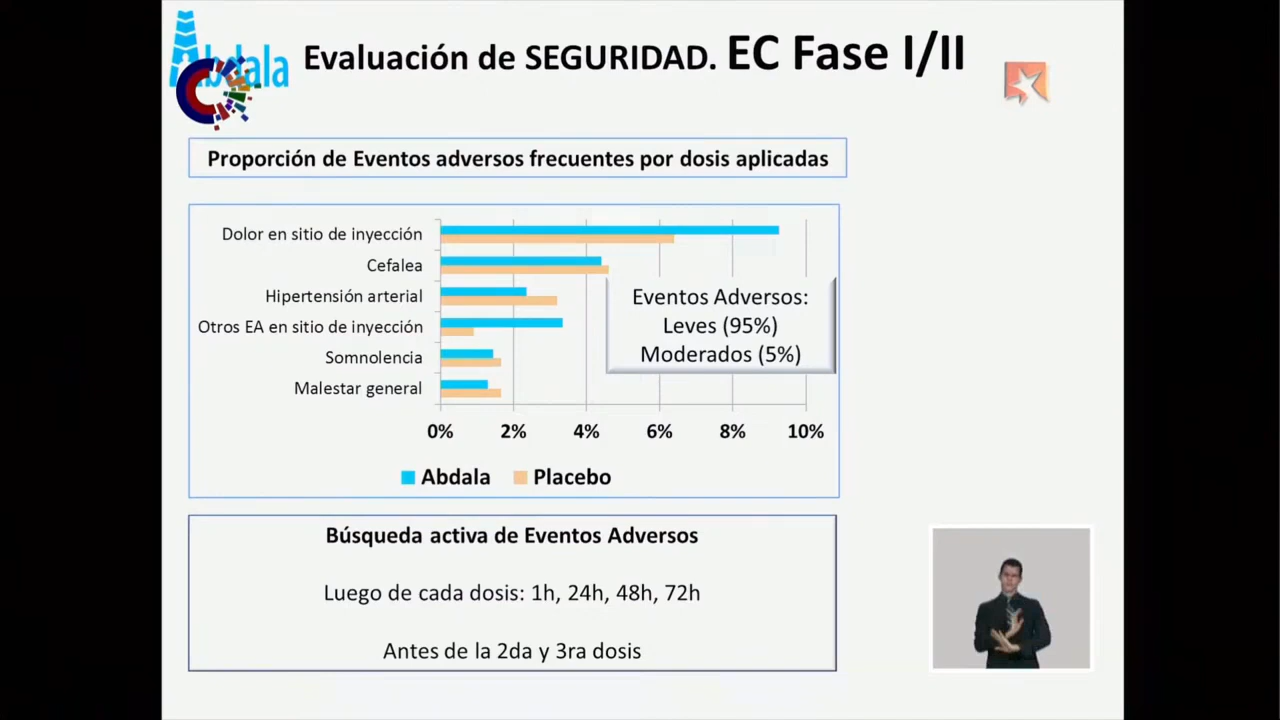 Abdala
Evaluación de SEGURIDAD. EC Fase I/II
Proporción de Eventos adversos frecuentes por dosis aplicadas
Dolor en sitio de inyección
Cefalea
Hipertensión arterial
Otros EA en sitio de inyección
Somnolencia
Malestar general
Eventos Adversos:
Leves (95%)
Moderados (5%)
0% 2% 4% 6% 8% 10%
Abdala Placebo
Búsqueda activa de Eventos Adversos
Luego de cada dosis: 1h, 24h, 48h, 72h
Antes de la 2da y 3ra dosis